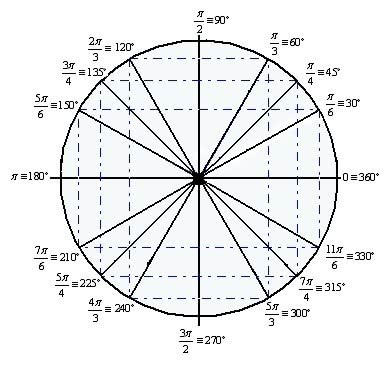 π/2 ≡ 90°
2π/3 ≡ 120°
π/3 ≡ 60°
3π/4 ≡ 135°
π/4 ≡ 45°
5π/6 ≡ 150°
π/6 ≡ 30°
π ≡ 180°
0 ≡ 360°
7π/6 ≡ 210°
11π/6 ≡ 330°
5π/4 ≡ 225°
7π/4 ≡ 315°
4π/3 ≡ 240°
5π/3 ≡ 300°
3π/2 ≡ 270°